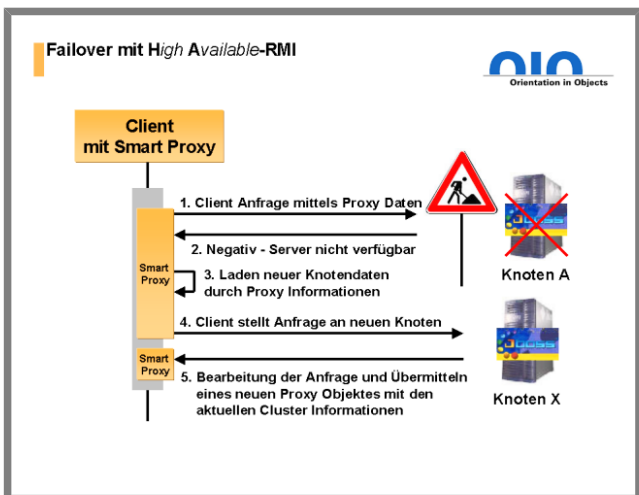 Failover mit High Available-RMI
OIO
Orientation in Objects
Client
mit Smart Proxy
1. Client Anfrage mittels Proxy Daten
2. Negativ - Server nicht verfügbar
Smart
Proxy
3. Laden neuer Knotendaten
durch Proxy Informationen
Knoten A
4. Client stellt Anfrage an neuen Knoten
Smart
Proxy
5. Bearbeitung der Anfrage und Übermitteln
eines neuen Proxy Objektes mit den
aktuellen Cluster Informationen
Knoten X